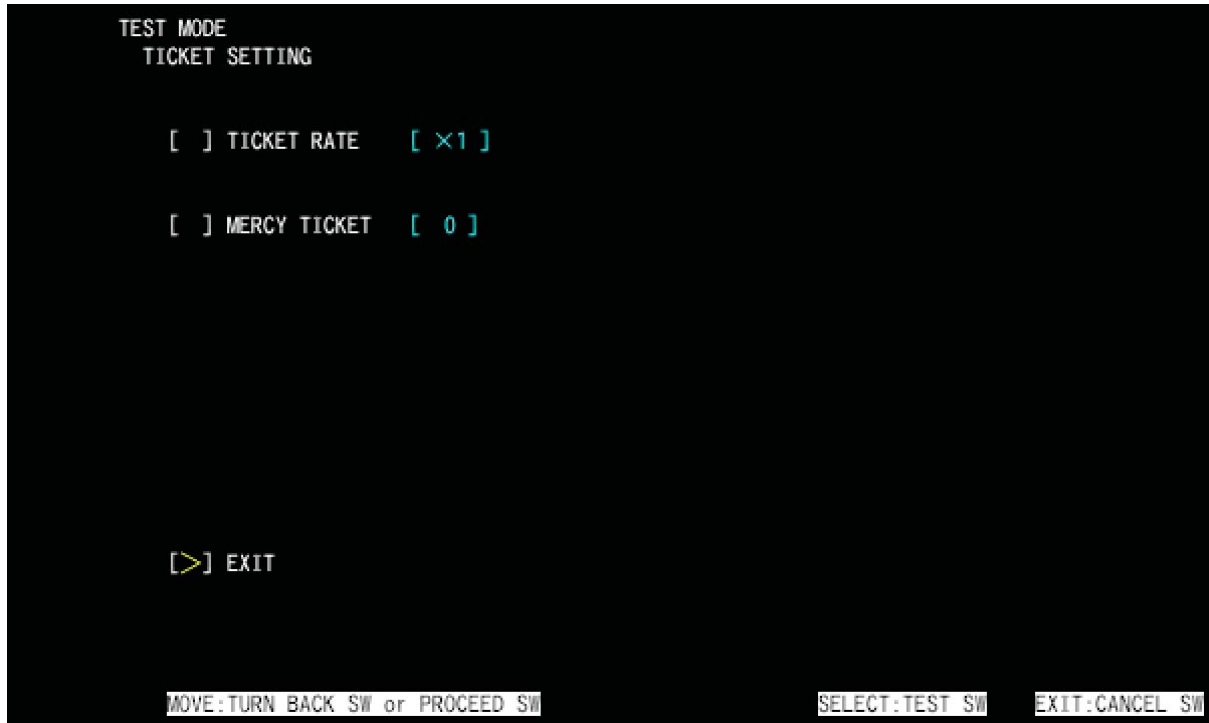 TEST MODE
TICKET SETTING
[ ] TICKET RATE [ ×1 ]
[ ] MERCY TICKET [ 0 ]
[>] EXIT
MOVE:TURN BACK SW or PROCEED SW SELECT:TEST SW EXIT:CANCEL SW